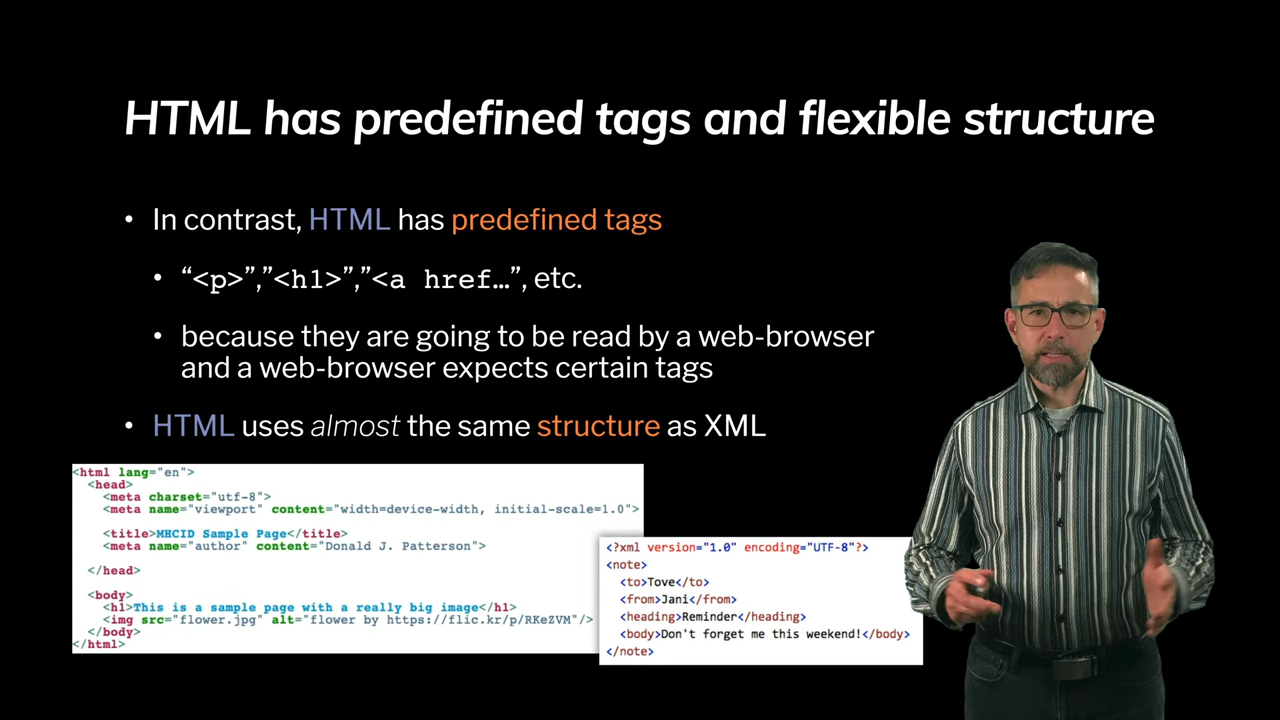 HTML has predefined tags and flexible structure
• In contrast, HTML has predefined tags
• “<p>”,”<h1>”,”<a href…”, etc.
• because they are going to be read by a web-browser
and a web-browser expects certain tags
• HTML uses almost the same structure as XML
<html lang="en">
<head>
<meta charset="utf-8">
<meta name="viewport" content="width=device-width, initial-scale=1.0">
<title>MHCID Sample Page</title>
<meta name="author" content="Donald J. Patterson">
</head>
<body>
<h1>This is a sample page with a really big image</h1>
<img src="flower.jpg" alt="flower by https://flic.kr/p/RKeZVM"/>
</body>
</html>
<?xml version="1.0" encoding="UTF-8"?>
<note>
<to>Tove</to>
<from>Jani</from>
<heading>Reminder</heading>
<body>Don't forget me this weekend!</body>
</note>